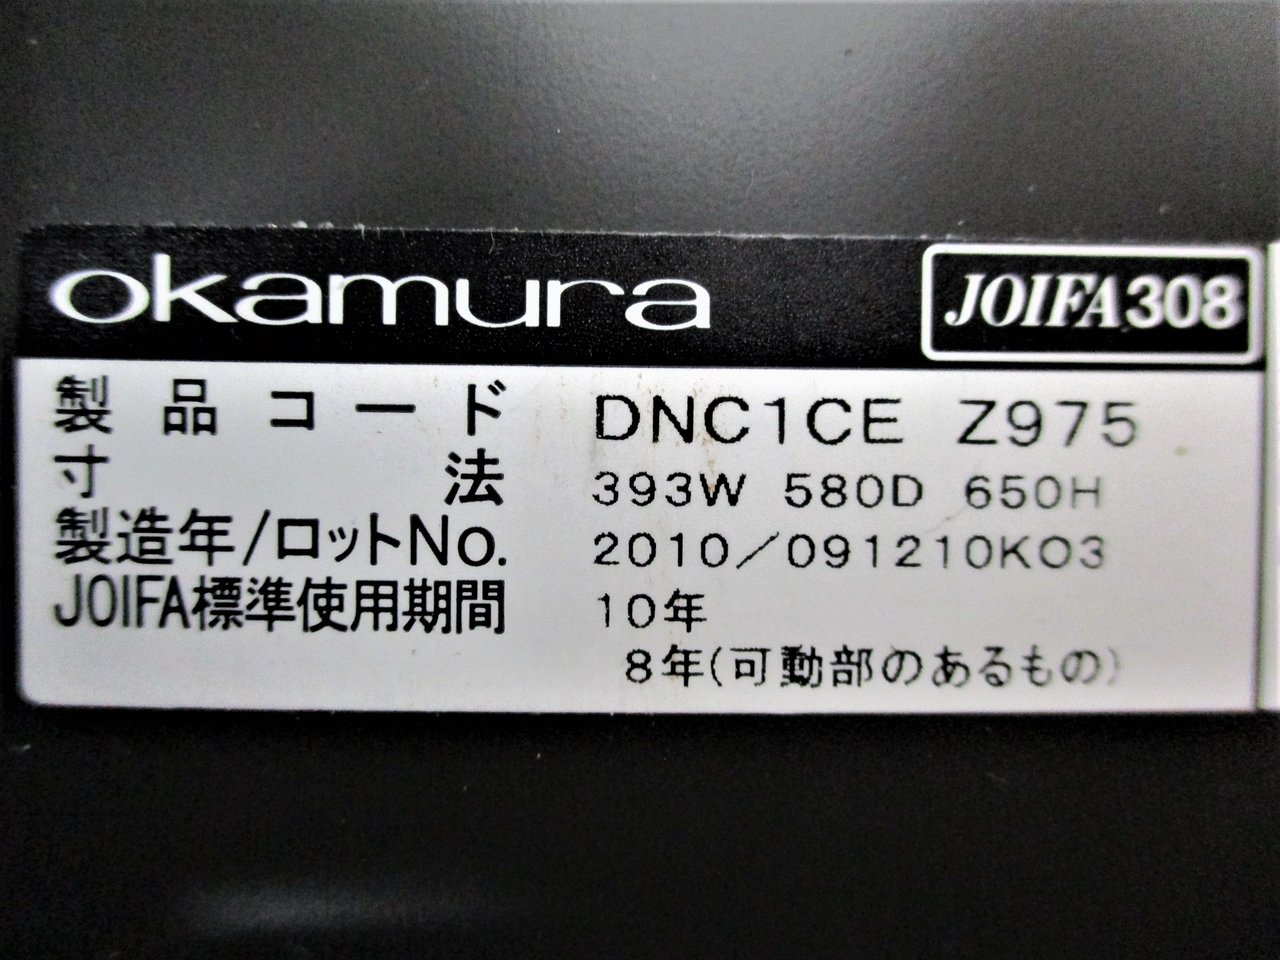 okamura JOIFA308
製品コード DNC1CE Z975
寸法 393W 580D 650H
製造年/ロットNo. 2010/091210K03
JOIFA標準使用期間 10年
8年(可動部のあるもの)